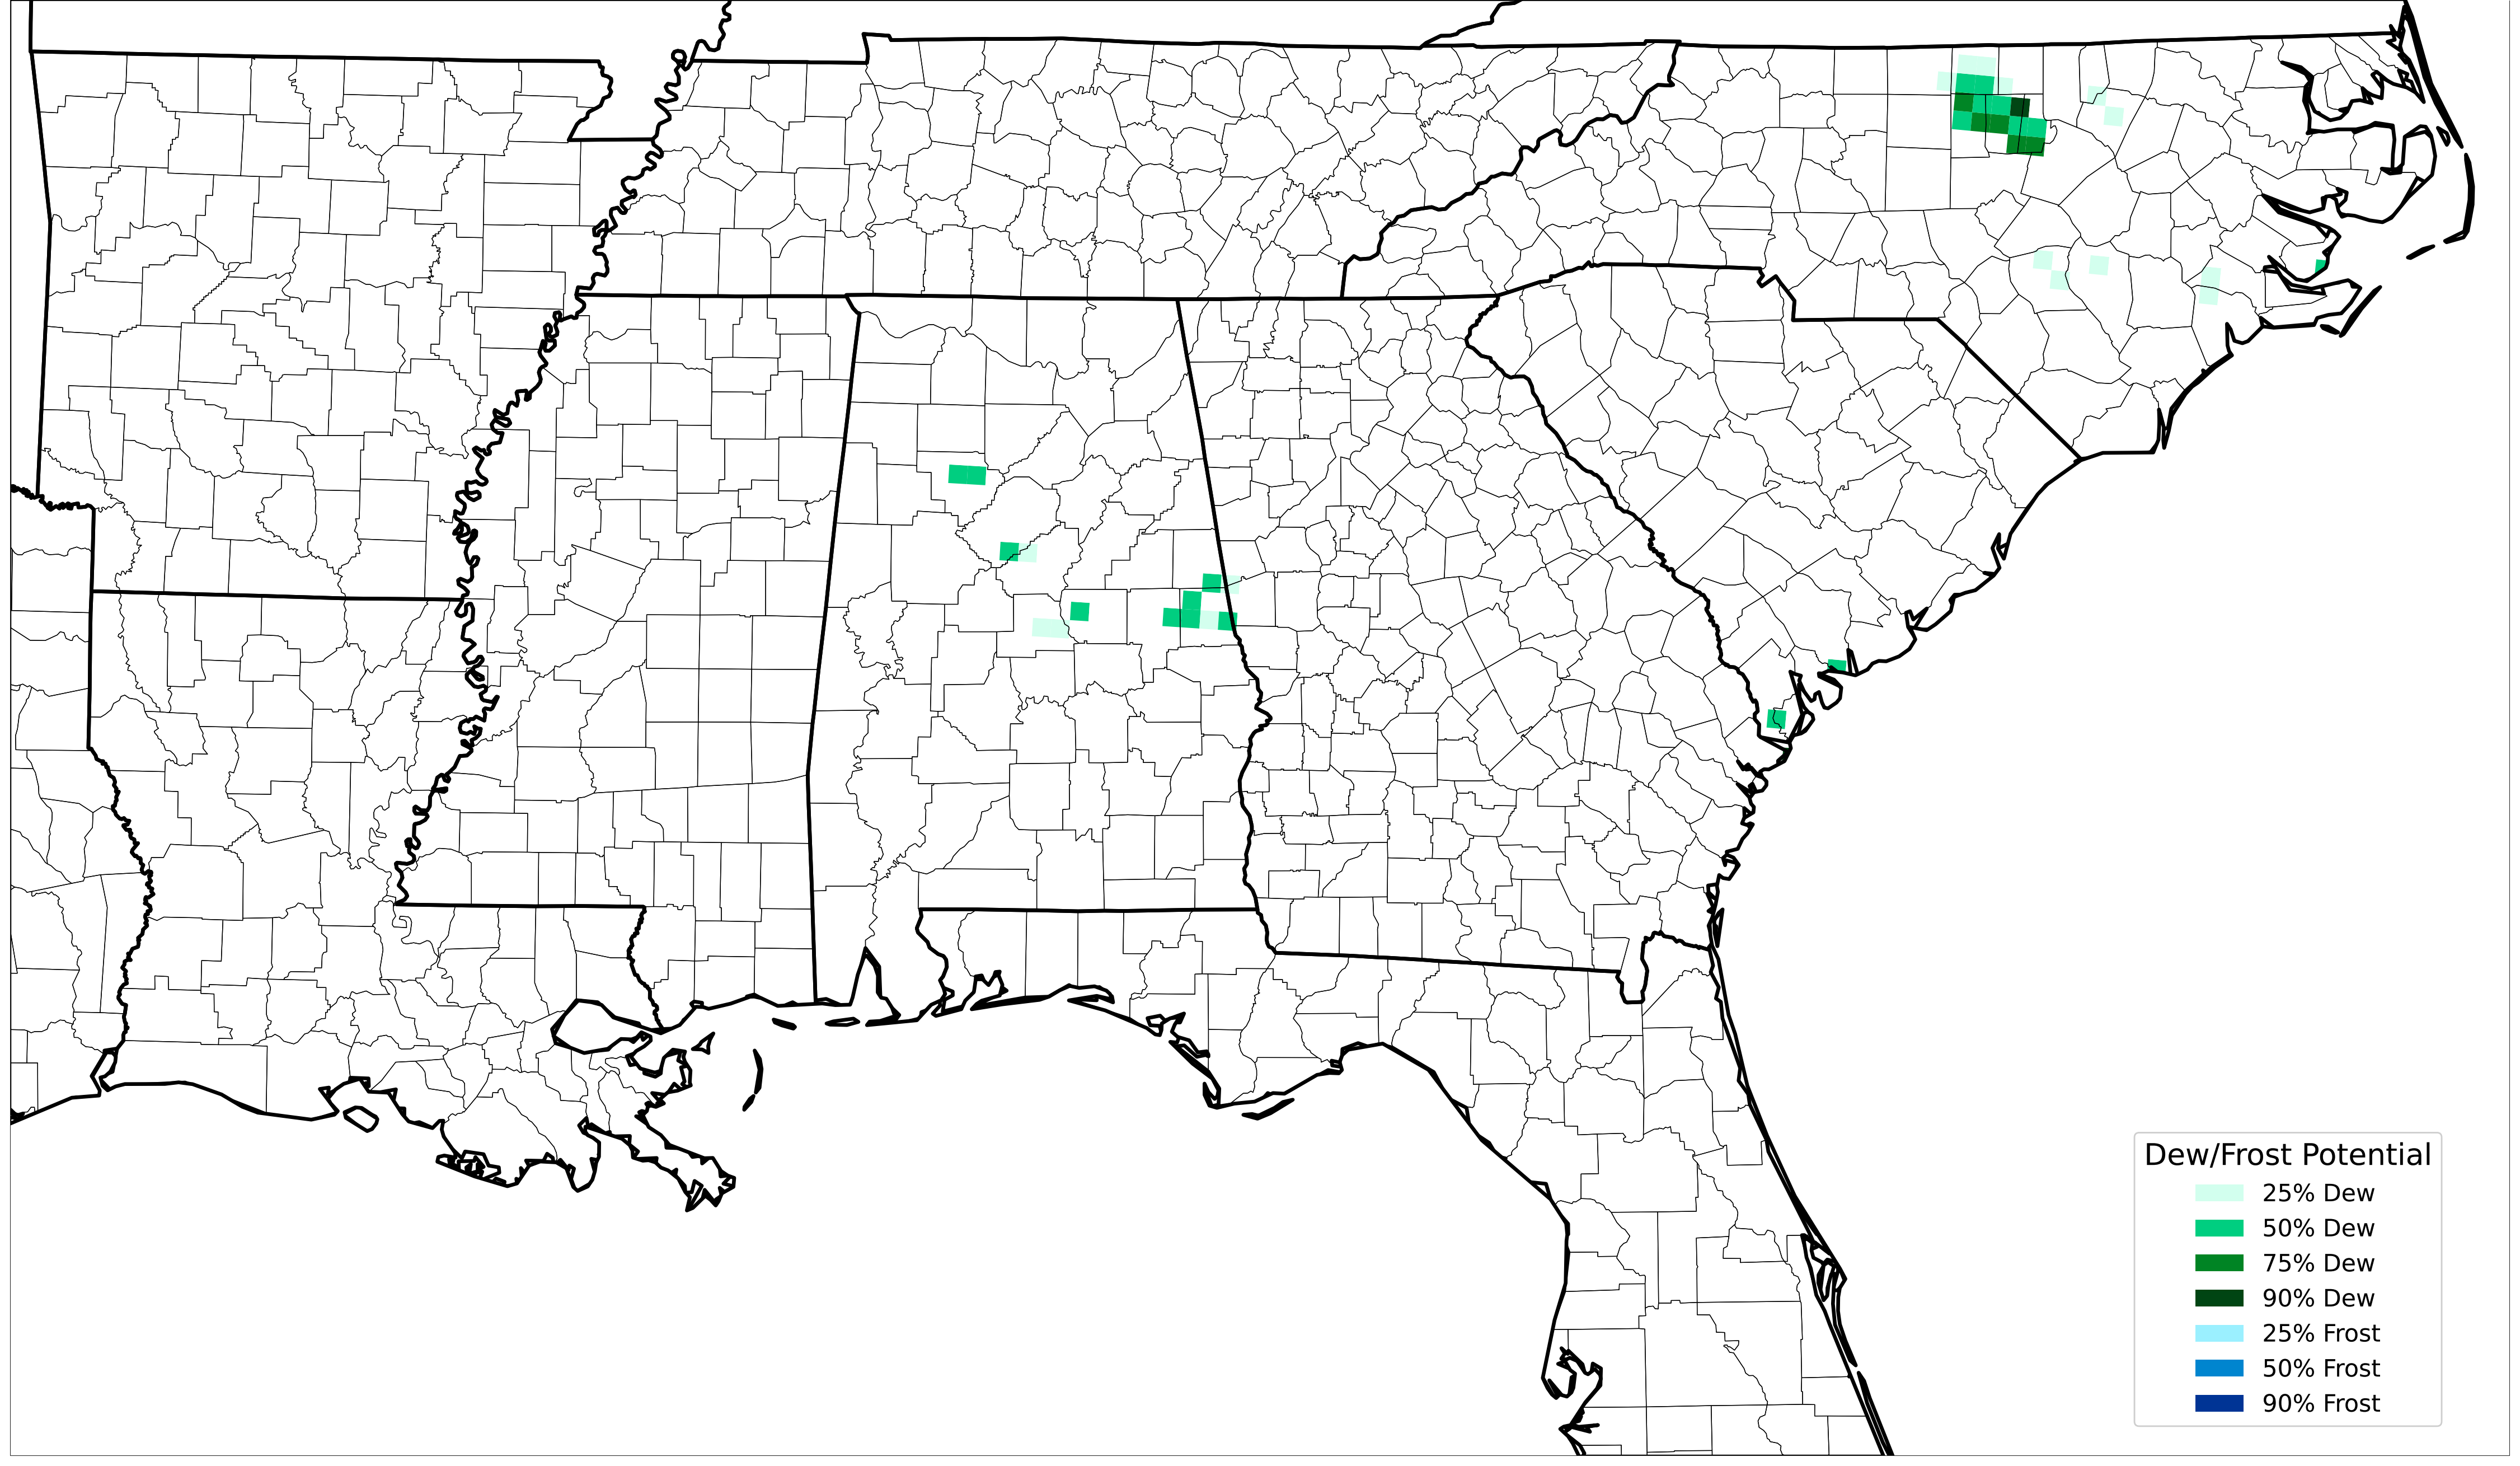 Dew/Frost Potential
25% Dew
50% Dew
75% Dew
90% Dew
25% Frost
50% Frost
90% Frost